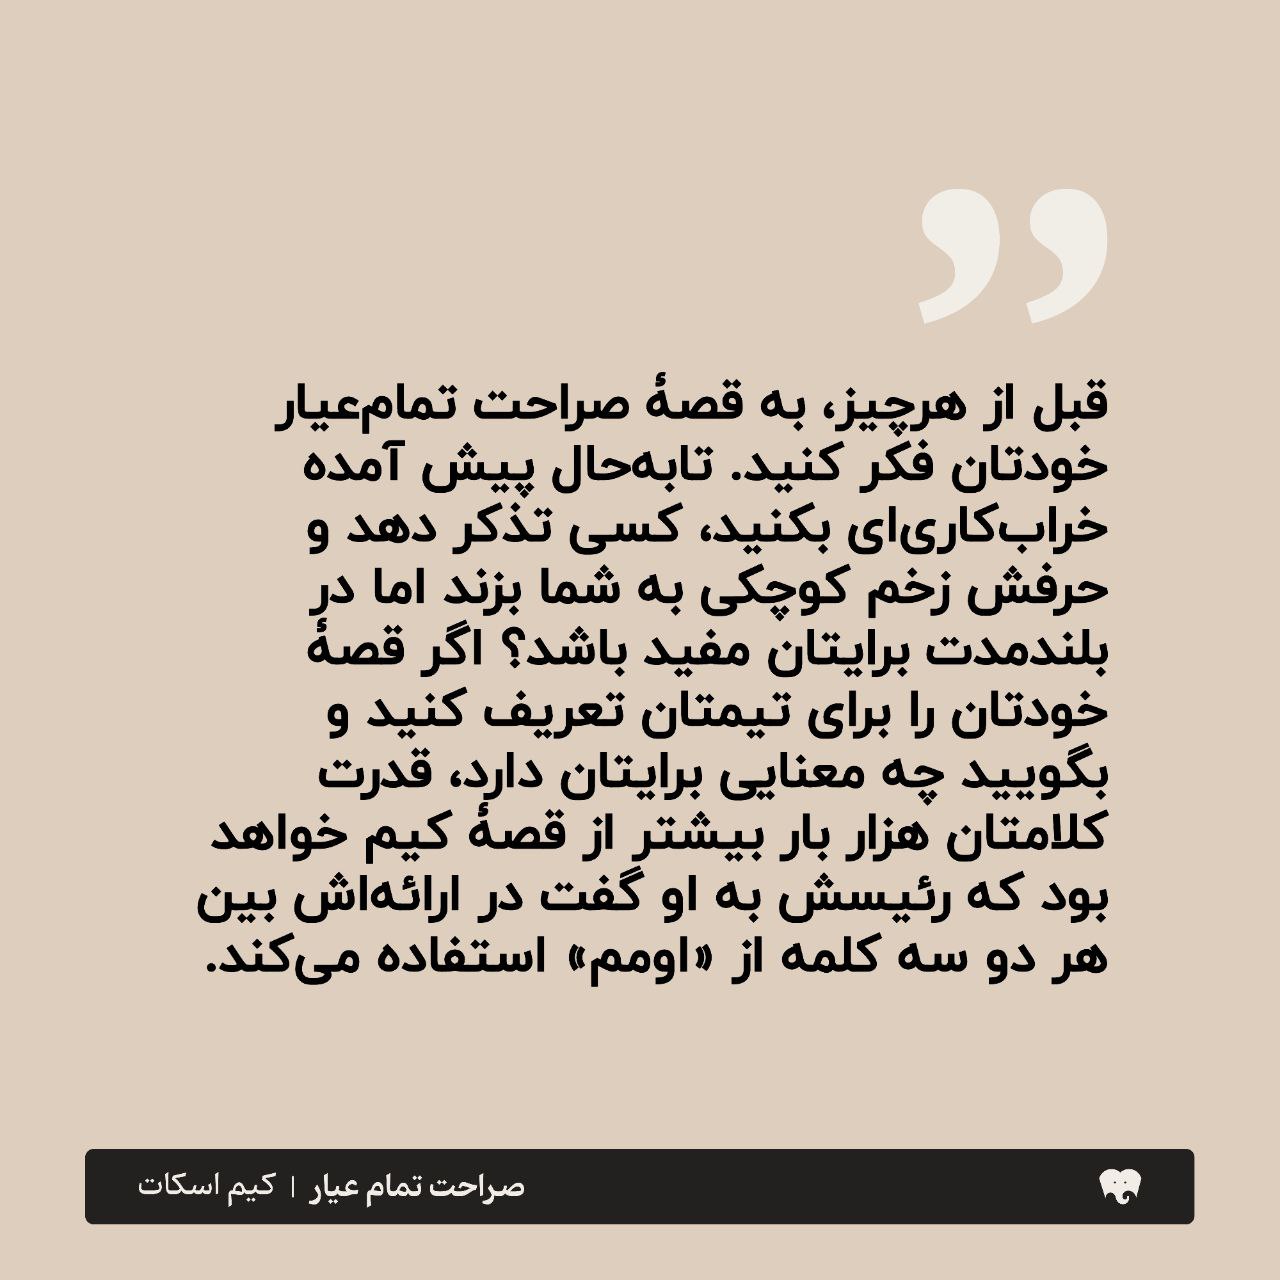 قبل از هرچیز، به قصهٔ صراحت تمام‌عیار
خودتان فکر کنید. تابه‌حال پیش آمده
خراب‌کاری‌ای بکنید، کسی تذکر دهد و
حرفش زخم کوچکی به شما بزند اما در
بلندمدت برایتان مفید باشد؟ اگر قصهٔ
خودتان را برای تیمتان تعریف کنید و
بگویید چه معنایی برایتان دارد، قدرت
کلامتان هزار بار بیشتر از قصهٔ کیم خواهد
بود که رئیسش به او گفت در ارائه‌اش بین
هر دو سه کلمه از «اومم» استفاده می‌کند.
صراحت تمام عیار | کیم اسکات